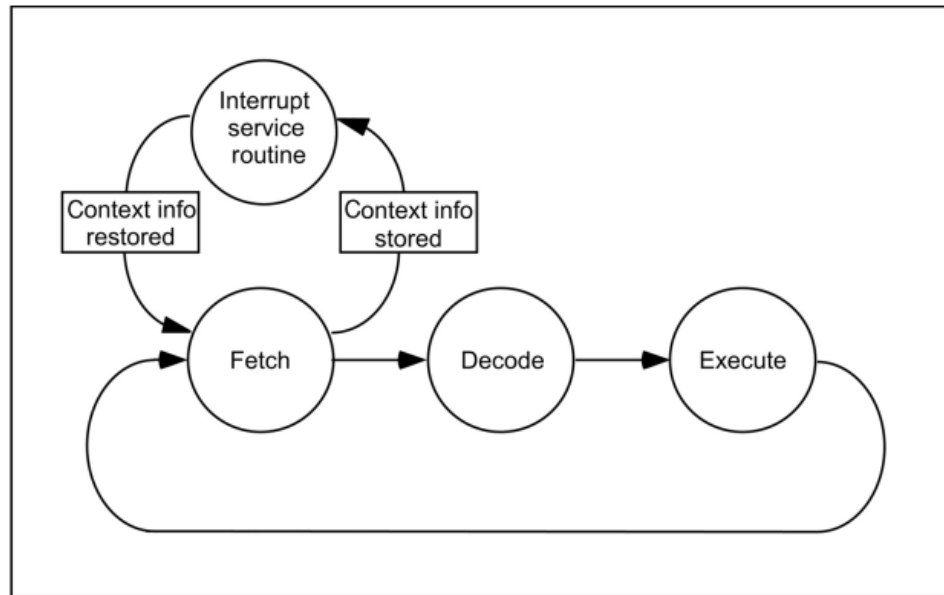 Interrupt
service
routine
Context info
restored
Context info
stored
Fetch
Decode
Execute